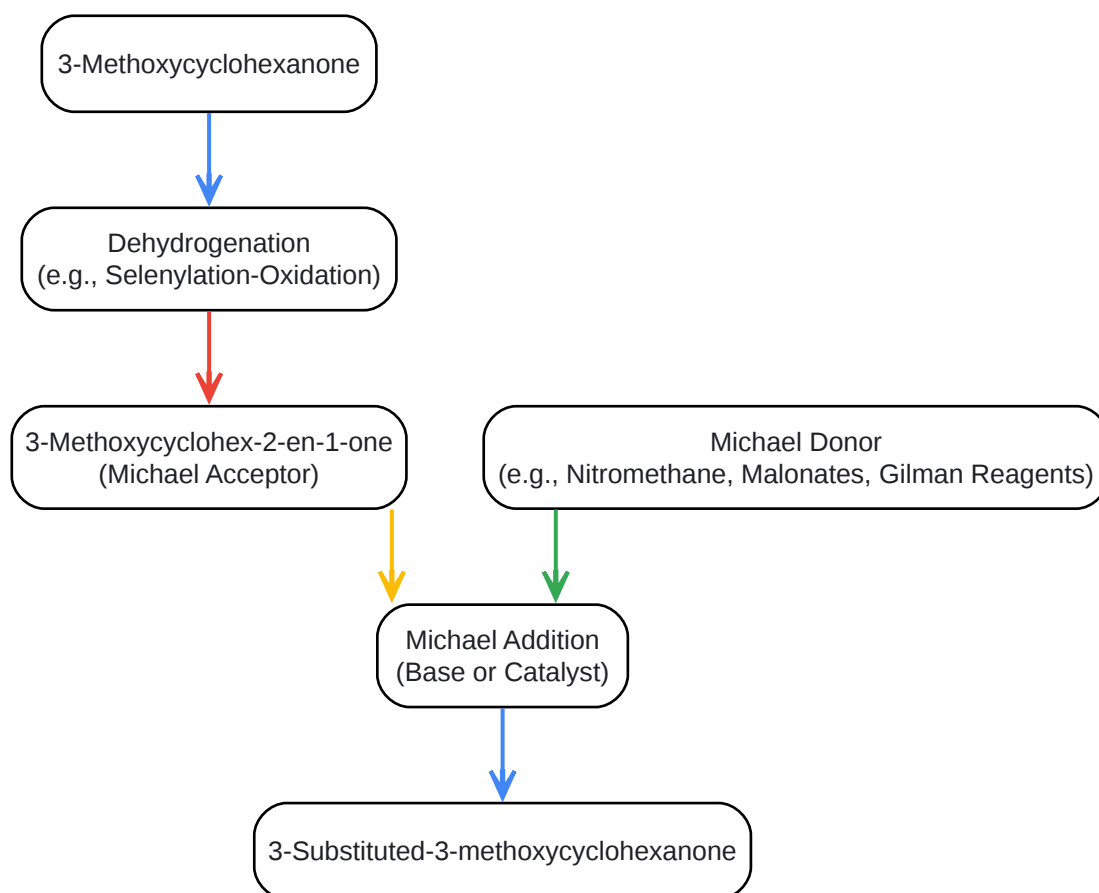 3-Methoxycyclohexanone
Dehydrogenation
(e.g., Selenylation-Oxidation)
3-Methoxycyclohex-2-en-1-one
(Michael Acceptor)
Michael Donor
(e.g., Nitromethane, Malonates, Gilman Reagents)
Michael Addition
(Base or Catalyst)
3-Substituted-3-methoxycyclohexanone